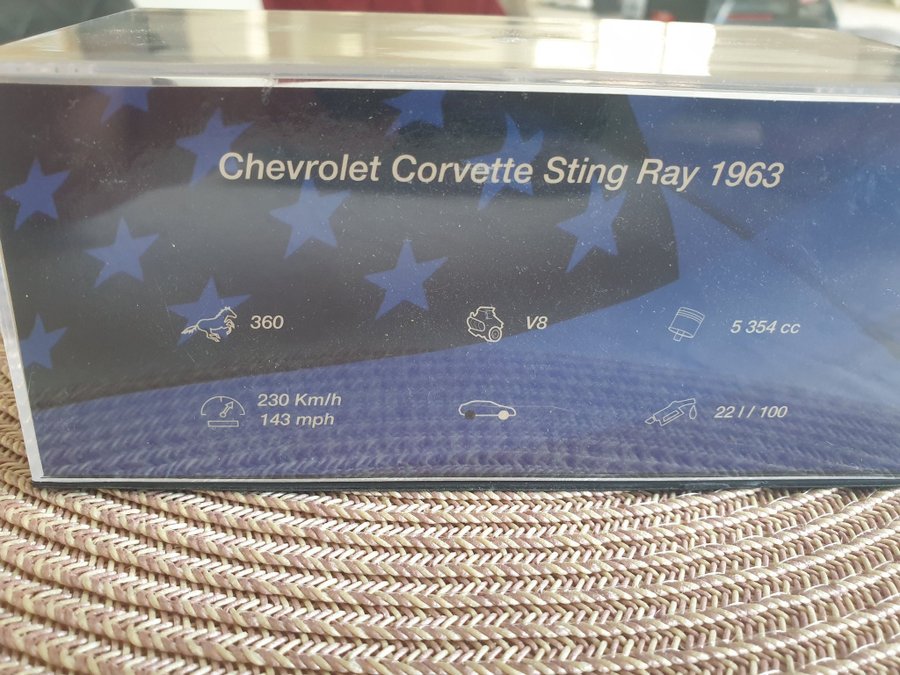 Chevrolet Corvette Sting Ray 1963
360
V8
5 354 cc
230 Km/h
143 mph
22 l / 100